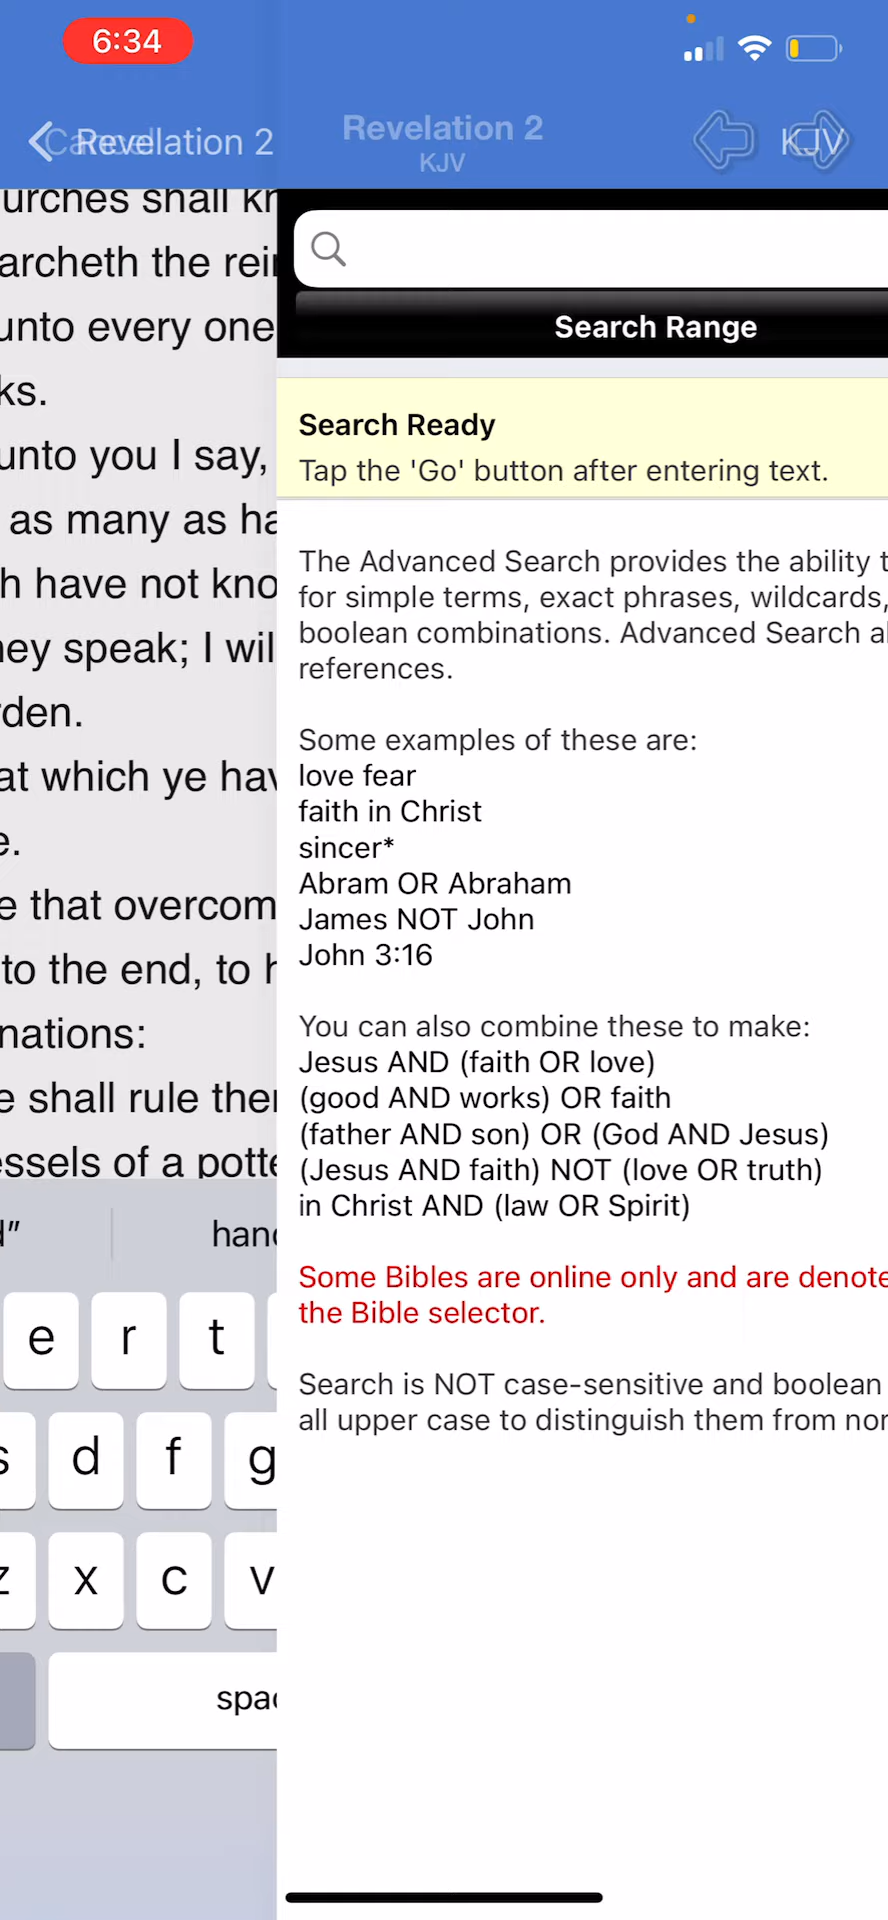 6:34
Cancel
Revelation 2
Revelation 2
KJV
KJV
urches shall kn
archeth the rei
unto every one
ks.
unto you I say,
as many as ha
h have not kno
ey speak; I wil
den.
at which ye hav
e.
e that overcom
to the end, to h
nations:
e shall rule the
essels of a potte
d"
hand
e r t
s d f g
z x c v
spac
Search Range
Search Ready
Tap the 'Go' button after entering text.
The Advanced Search provides the ability t
for simple terms, exact phrases, wildcards,
boolean combinations. Advanced Search al
references.
Some examples of these are:
love fear
faith in Christ
sincer*
Abram OR Abraham
James NOT John
John 3:16
You can also combine these to make:
Jesus AND (faith OR love)
(good AND works) OR faith
(father AND son) OR (God AND Jesus)
(Jesus AND faith) NOT (love OR truth)
in Christ AND (law OR Spirit)
Some Bibles are online only and are denote
the Bible selector.
Search is NOT case-sensitive and boolean
all upper case to distinguish them from nor